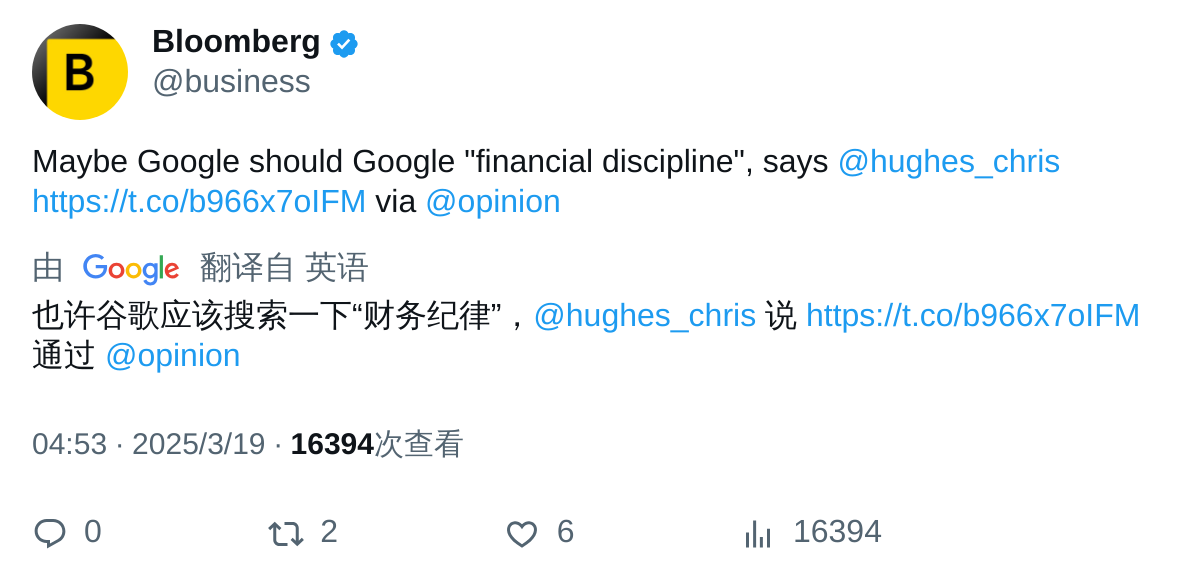 B
Bloomberg
@business
Maybe Google should Google "financial discipline", says @hughes_chris
https://t.co/b966x7oIFM via @opinion
由 Google 翻译自 英语
也许谷歌应该搜索一下“财务纪律”，@hughes_chris 说 https://t.co/b966x7oIFM
通过 @opinion
04:53 · 2025/3/19 · 16394次查看
0 2 6 16394